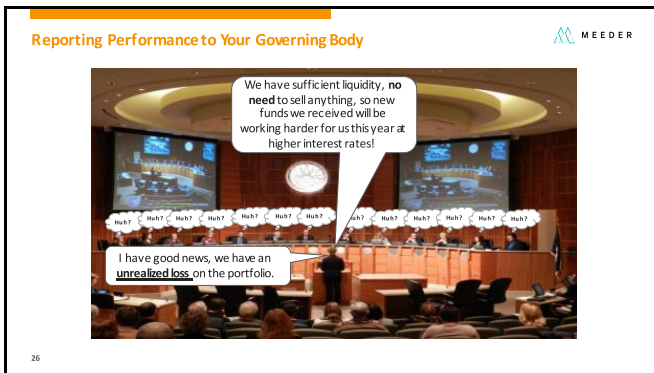 Reporting Performance to Your Governing Body
MEEDER
We have sufficient liquidity, no
need to sell anything, so new
funds we received will be
working harder for us this year at
higher interest rates!
Huh?
Huh?
Huh?
Huh?
Huh?
Huh?
Huh?
Huh?
Huh?
Huh?
Huh?
Huh?
Huh?
I have good news, we have an
unrealized loss on the portfolio.
26